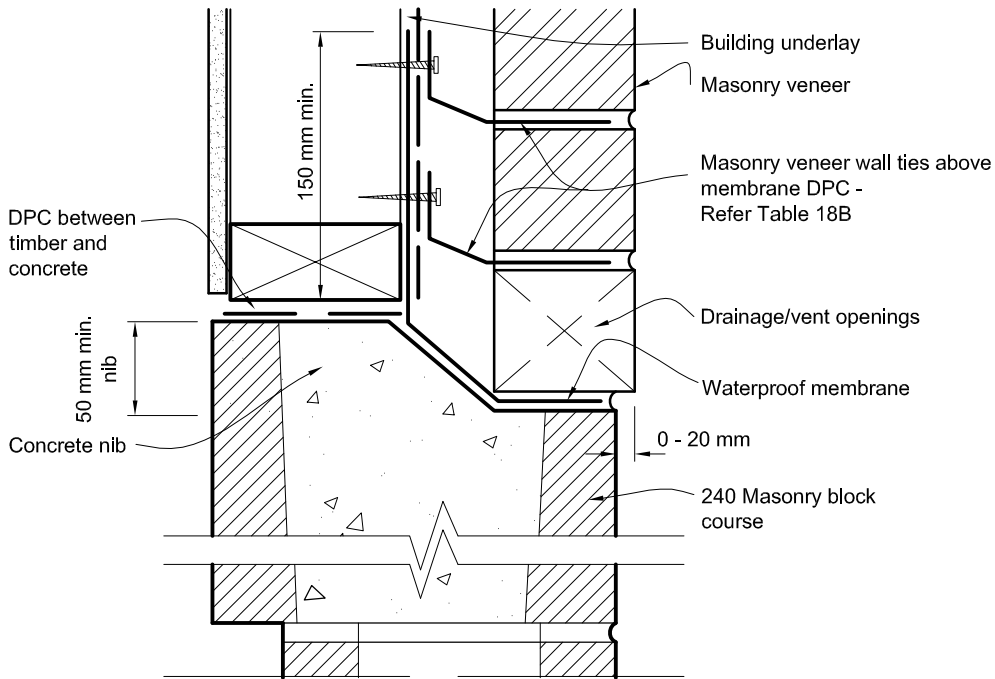 Building underlay
Masonry veneer
150 mm min.
Masonry veneer wall ties above
membrane DPC -
Refer Table 18B
DPC between
timber and
concrete
Drainage/vent openings
50 mm min.
nib
Waterproof membrane
Concrete nib
0 - 20 mm
240 Masonry block
course